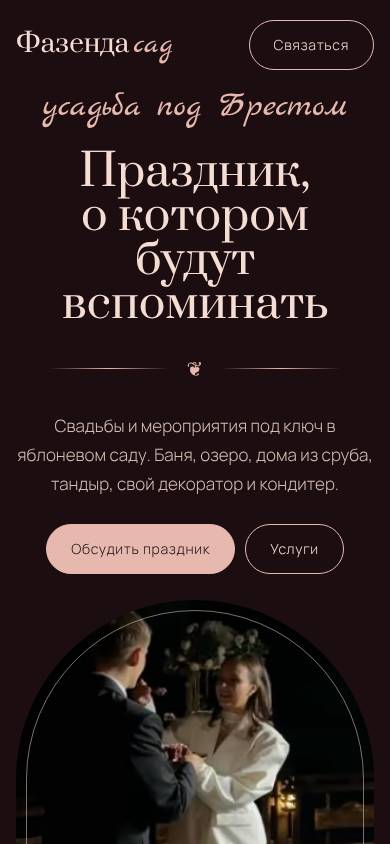 Фазенда сад
Связаться
усадьба под Брестом
Праздник,
о котором
будут
вспоминать
Свадьбы и мероприятия под ключ в
яблоневом саду. Баня, озеро, дома из сруба,
тандыр, свой декоратор и кондитер.
Обсудить праздник
Услуги